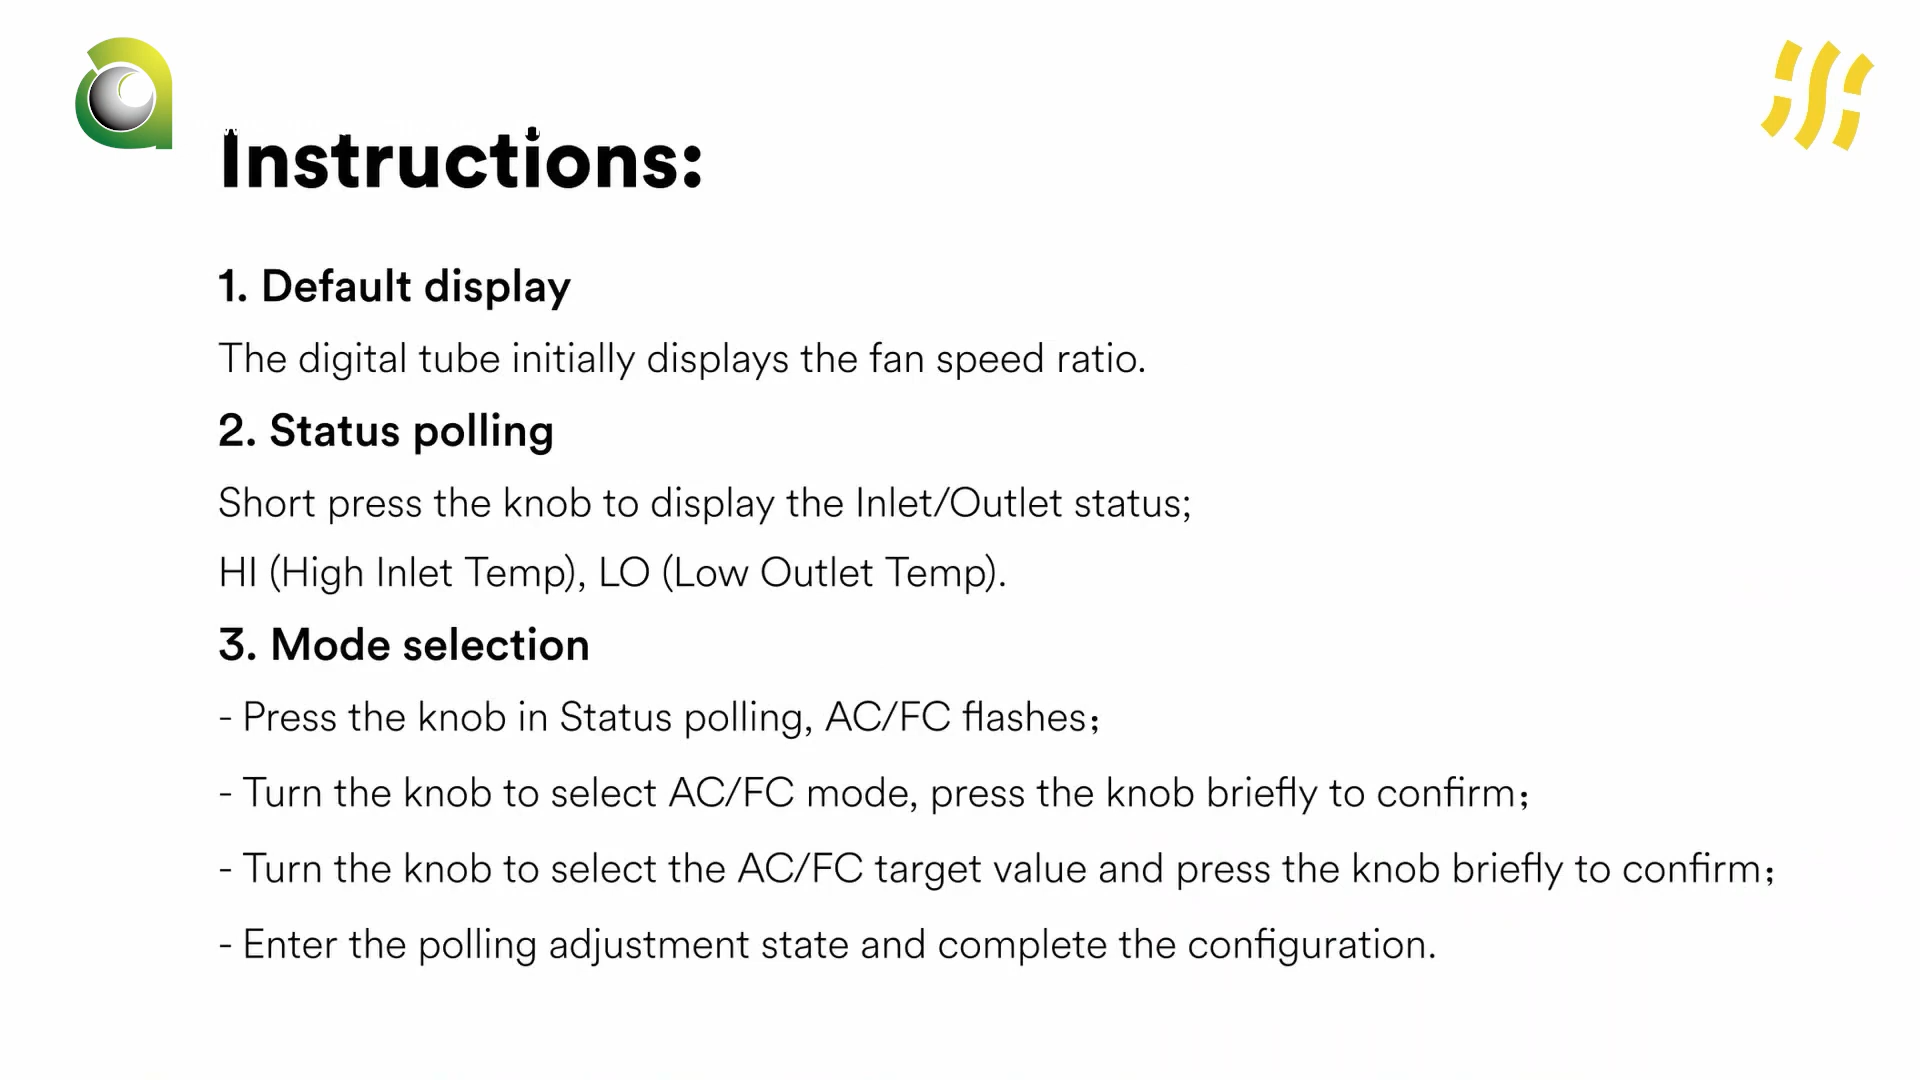 Instructions:
1. Default display
The digital tube initially displays the fan speed ratio.
2. Status polling
Short press the knob to display the Inlet/Outlet status;
HI (High Inlet Temp), LO (Low Outlet Temp).
3. Mode selection
- Press the knob in Status polling, AC/FC flashes；
- Turn the knob to select AC/FC mode, press the knob briefly to confirm；
- Turn the knob to select the AC/FC target value and press the knob briefly to confirm；
- Enter the polling adjustment state and complete the configuration.